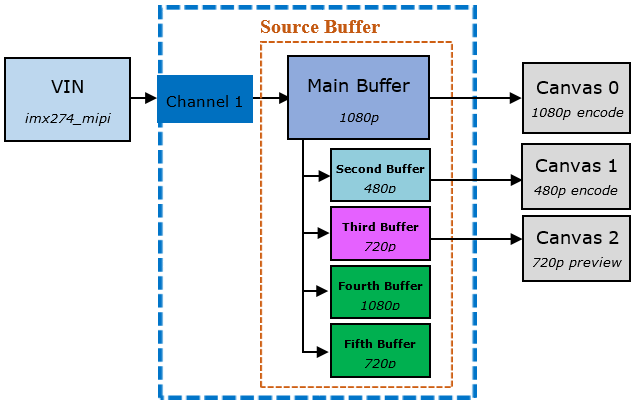 Source Buffer
VIN
imx274_mipi
Channel 1
Main Buffer
1080p
Second Buffer
480p
Third Buffer
720p
Fourth Buffer
1080p
Fifth Buffer
720p
Canvas 0
1080p encode
Canvas 1
480p encode
Canvas 2
720p preview